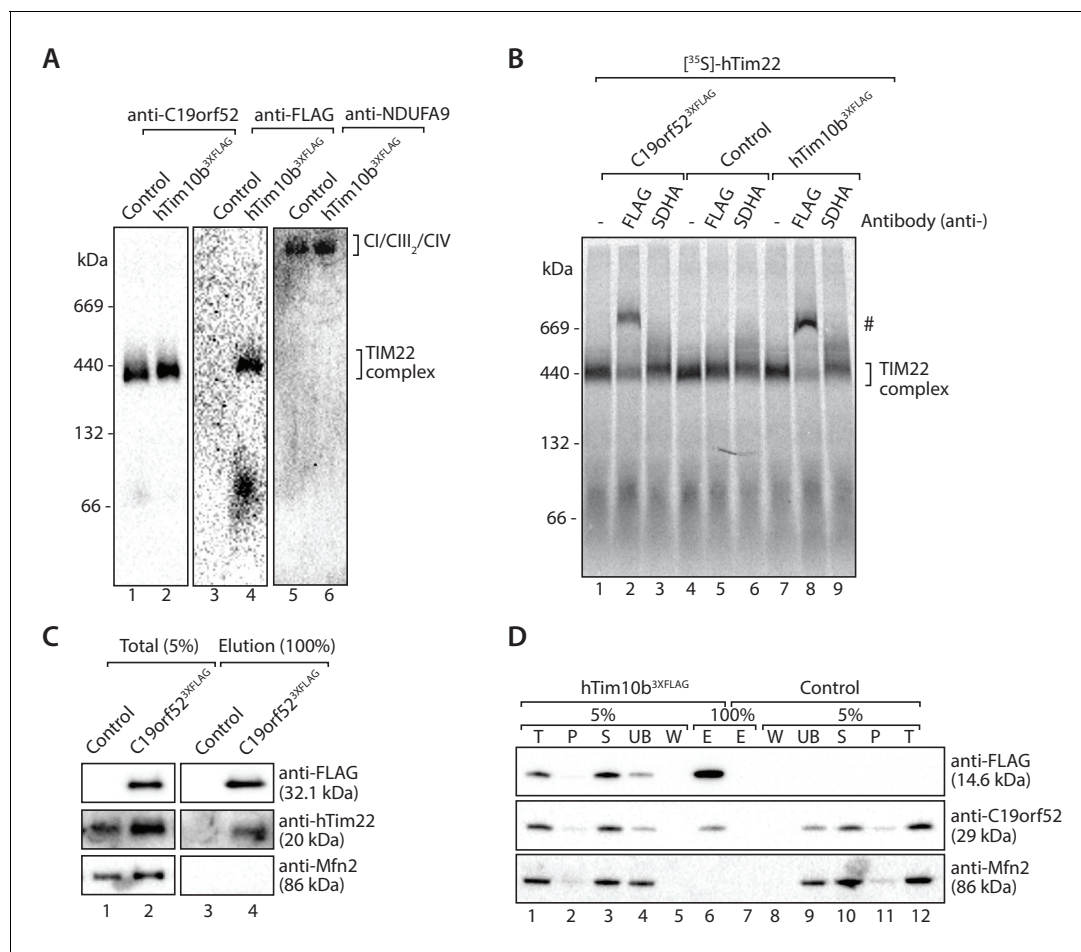 A
anti-C19orf52
anti-FLAG
anti-NDUFA9
Control
hTim10b3XFLAG
Control
hTim10b3XFLAG
Control
hTim10b3XFLAG
CI/CIII2/CIV
kDa
669 -
440 -
132 -
66 -
TIM22
complex
1 2 3 4 5 6
B
[35S]-hTim22
C19orf523XFLAG
Control
hTim10b3XFLAG
- FLAG SDHA - FLAG SDHA - FLAG SDHA
Antibody (anti-)
kDa
669 -
440 -
132 -
66 -
#
TIM22
complex
1 2 3 4 5 6 7 8 9
C
Total (5%) Elution (100%)
Control
C19orf523XFLAG
Control
C19orf523XFLAG
anti-FLAG
(32.1 kDa)
anti-hTim22
(20 kDa)
anti-Mfn2
(86 kDa)
1 2 3 4
D
hTim10b3XFLAG Control
5% 100% 5%
T P S UB W E E W UB S P T
anti-FLAG
(14.6 kDa)
anti-C19orf52
(29 kDa)
anti-Mfn2
(86 kDa)
1 2 3 4 5 6 7 8 9 10 11 12